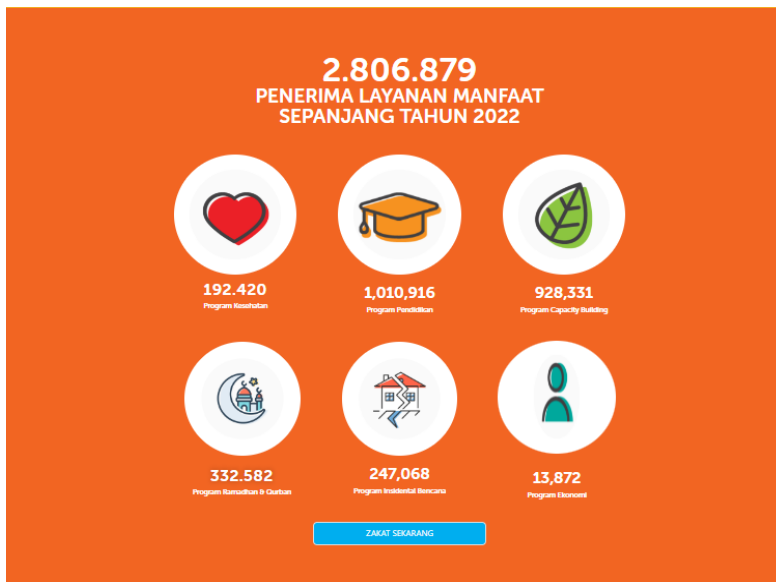 2.806.879
PENERIMA LAYANAN MANFAAT
SEPANJANG TAHUN 2022
192.420
Program Kesehatan
1,010,916
Program Pendidikan
928,331
Program Capacity Building
332.582
Program Ramadhan & Qurban
247,068
Program Insidental Bencana
13,872
Program Ekonomi
ZAKAT SEKARANG